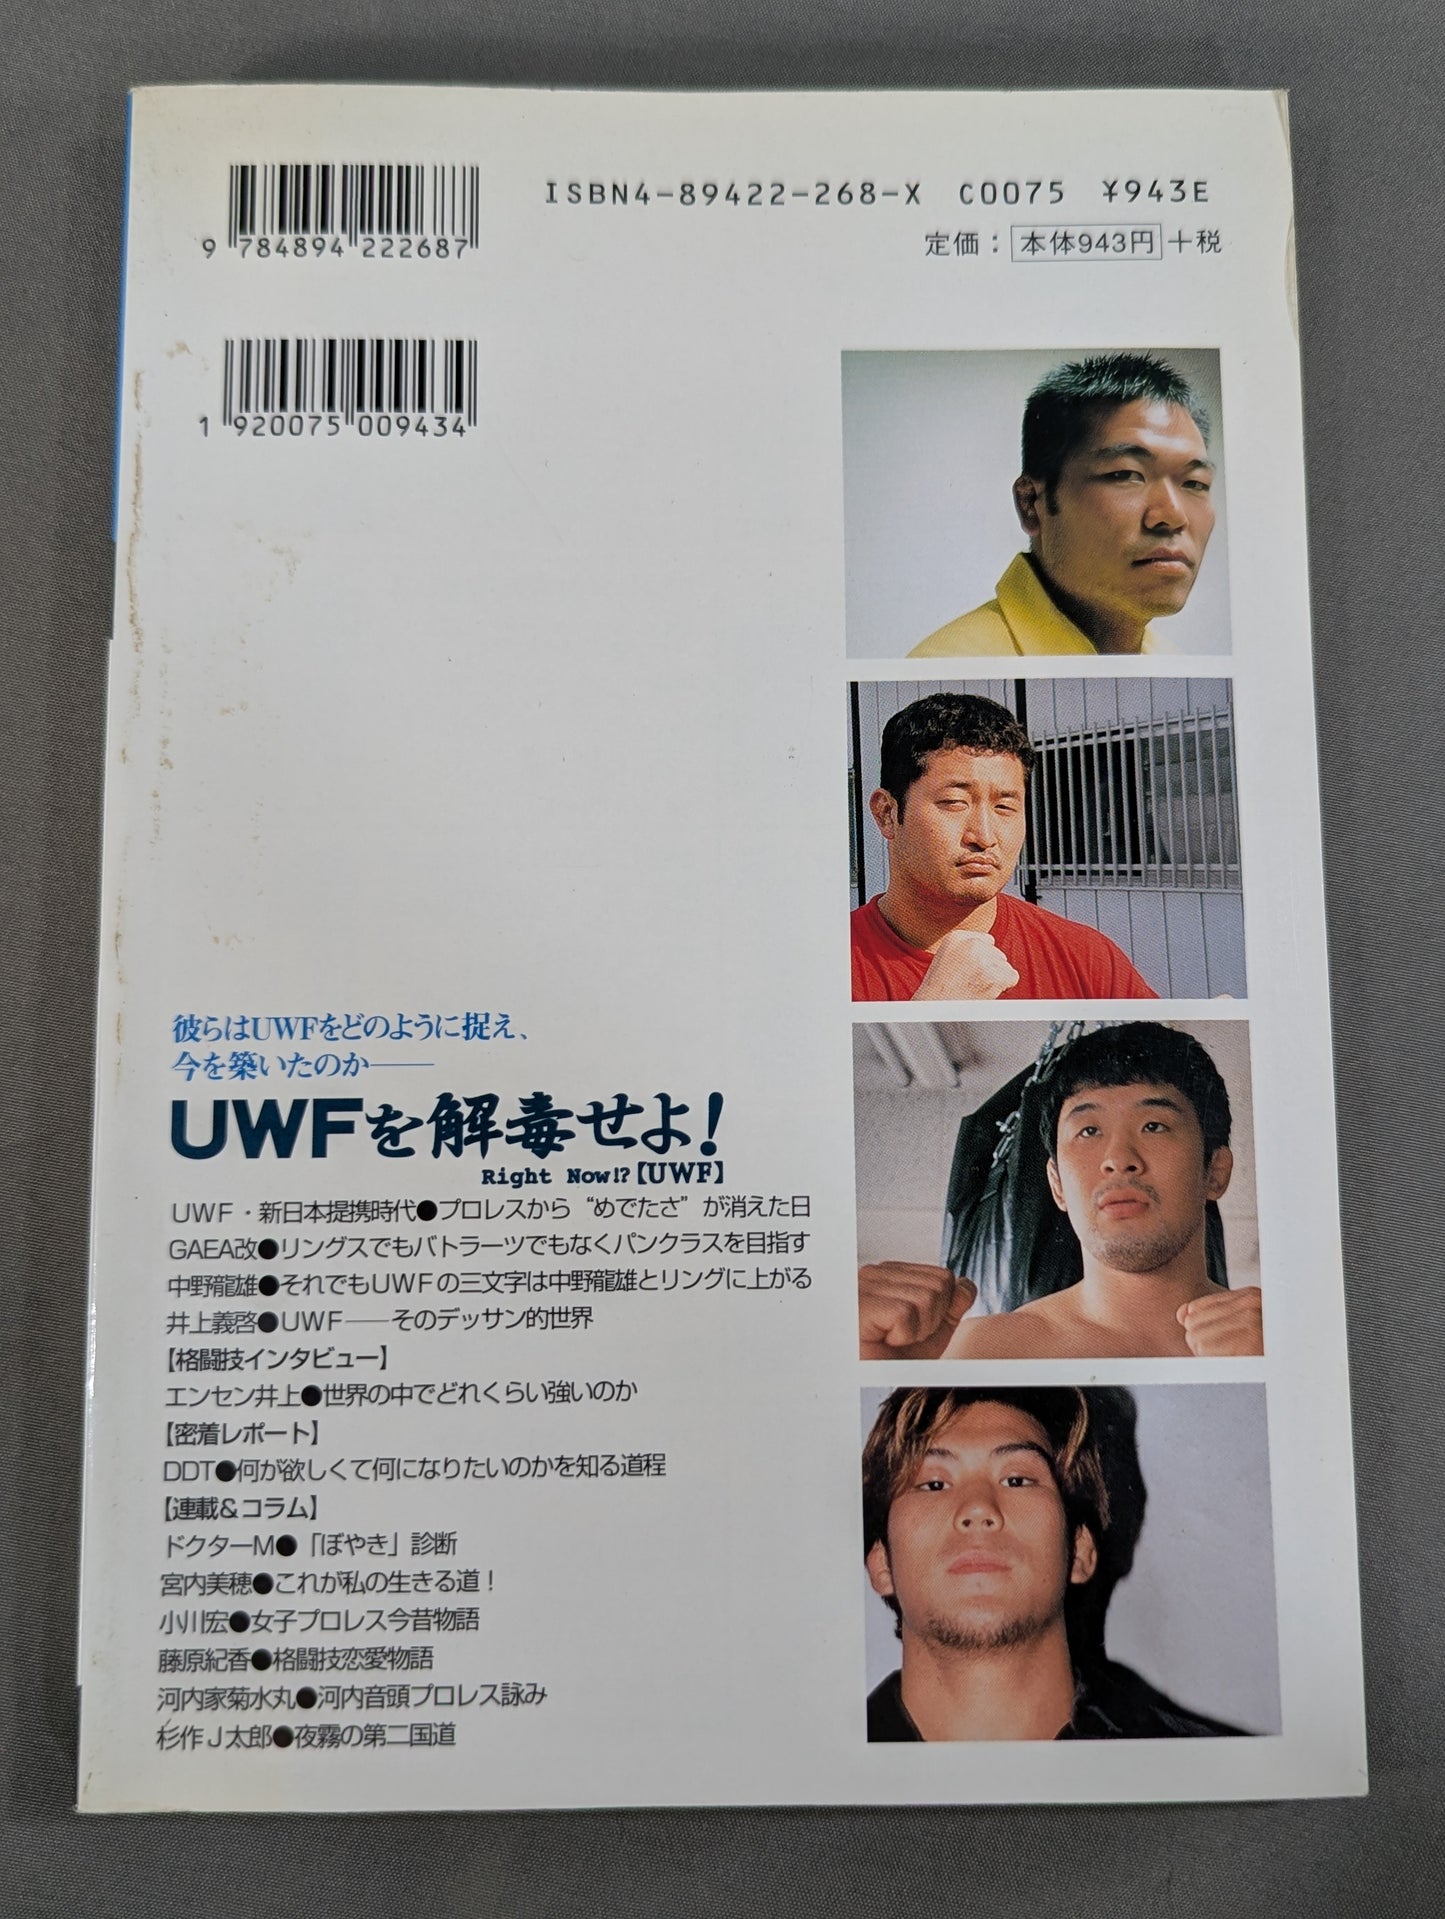 ISBN4-89422-268-X C0075 ¥943E
定価：本体943円＋税
9 784894 222687
1 920075 009434
彼らはUWFをどのように捉え、
今を築いたのか――
UWFを解毒せよ！
Right Now!?【UWF】
UWF・新日本提携時代●プロレスから“めでたさ”が消えた日
GAEA改●リングスでもバトラーツでもなくパンクラスを目指す
中野龍雄●それでもUWFの三文字は中野龍雄とリングに上がる
井上義啓●UWF――そのデッサン的世界
【格闘技インタビュー】
エンセン井上●世界の中でどれくらい強いのか
【密着レポート】
DDT●何が欲しくて何になりたいのかを知る道程
【連載＆コラム】
ドクターM●「ぼやき」診断
宮内美穂●これが私の生きる道！
小川宏●女子プロレス今昔物語
藤原紀香●格闘技恋愛物語
河内家菊水丸●河内音頭プロレス詠み
杉作J太郎●夜霧の第二国道